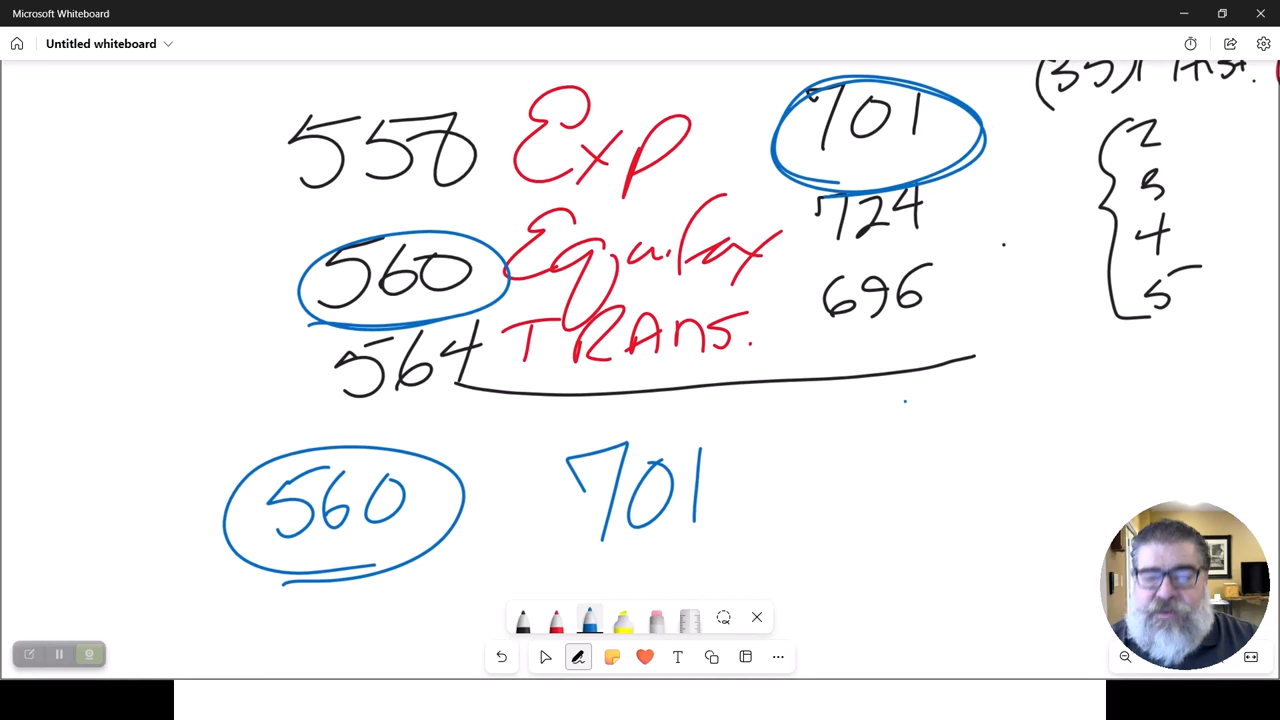 Microsoft Whiteboard
Untitled whiteboard
558 Exp 701
560 Equifax 724
564 TRANS. 696
2
3
4
5
560 701
T